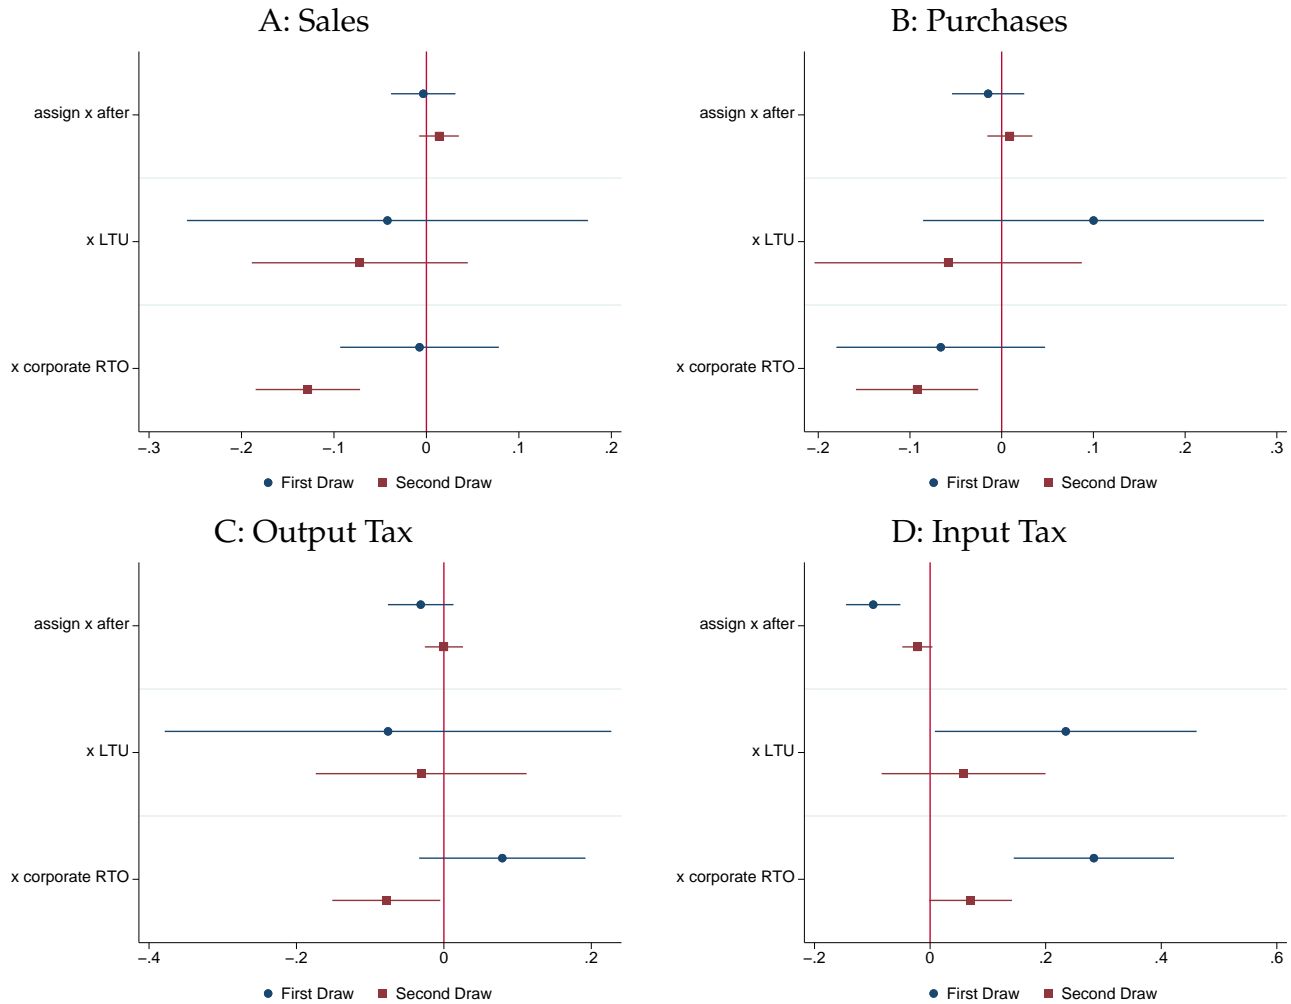 A: Sales
assign x after
x LTU
x corporate RTO
−.3 −.2 −.1 0 .1 .2
First Draw Second Draw
B: Purchases
assign x after
x LTU
x corporate RTO
−.2 −.1 0 .1 .2 .3
First Draw Second Draw
C: Output Tax
assign x after
x LTU
x corporate RTO
−.4 −.2 0 .2
First Draw Second Draw
D: Input Tax
assign x after
x LTU
x corporate RTO
−.2 0 .2 .4 .6
First Draw Second Draw